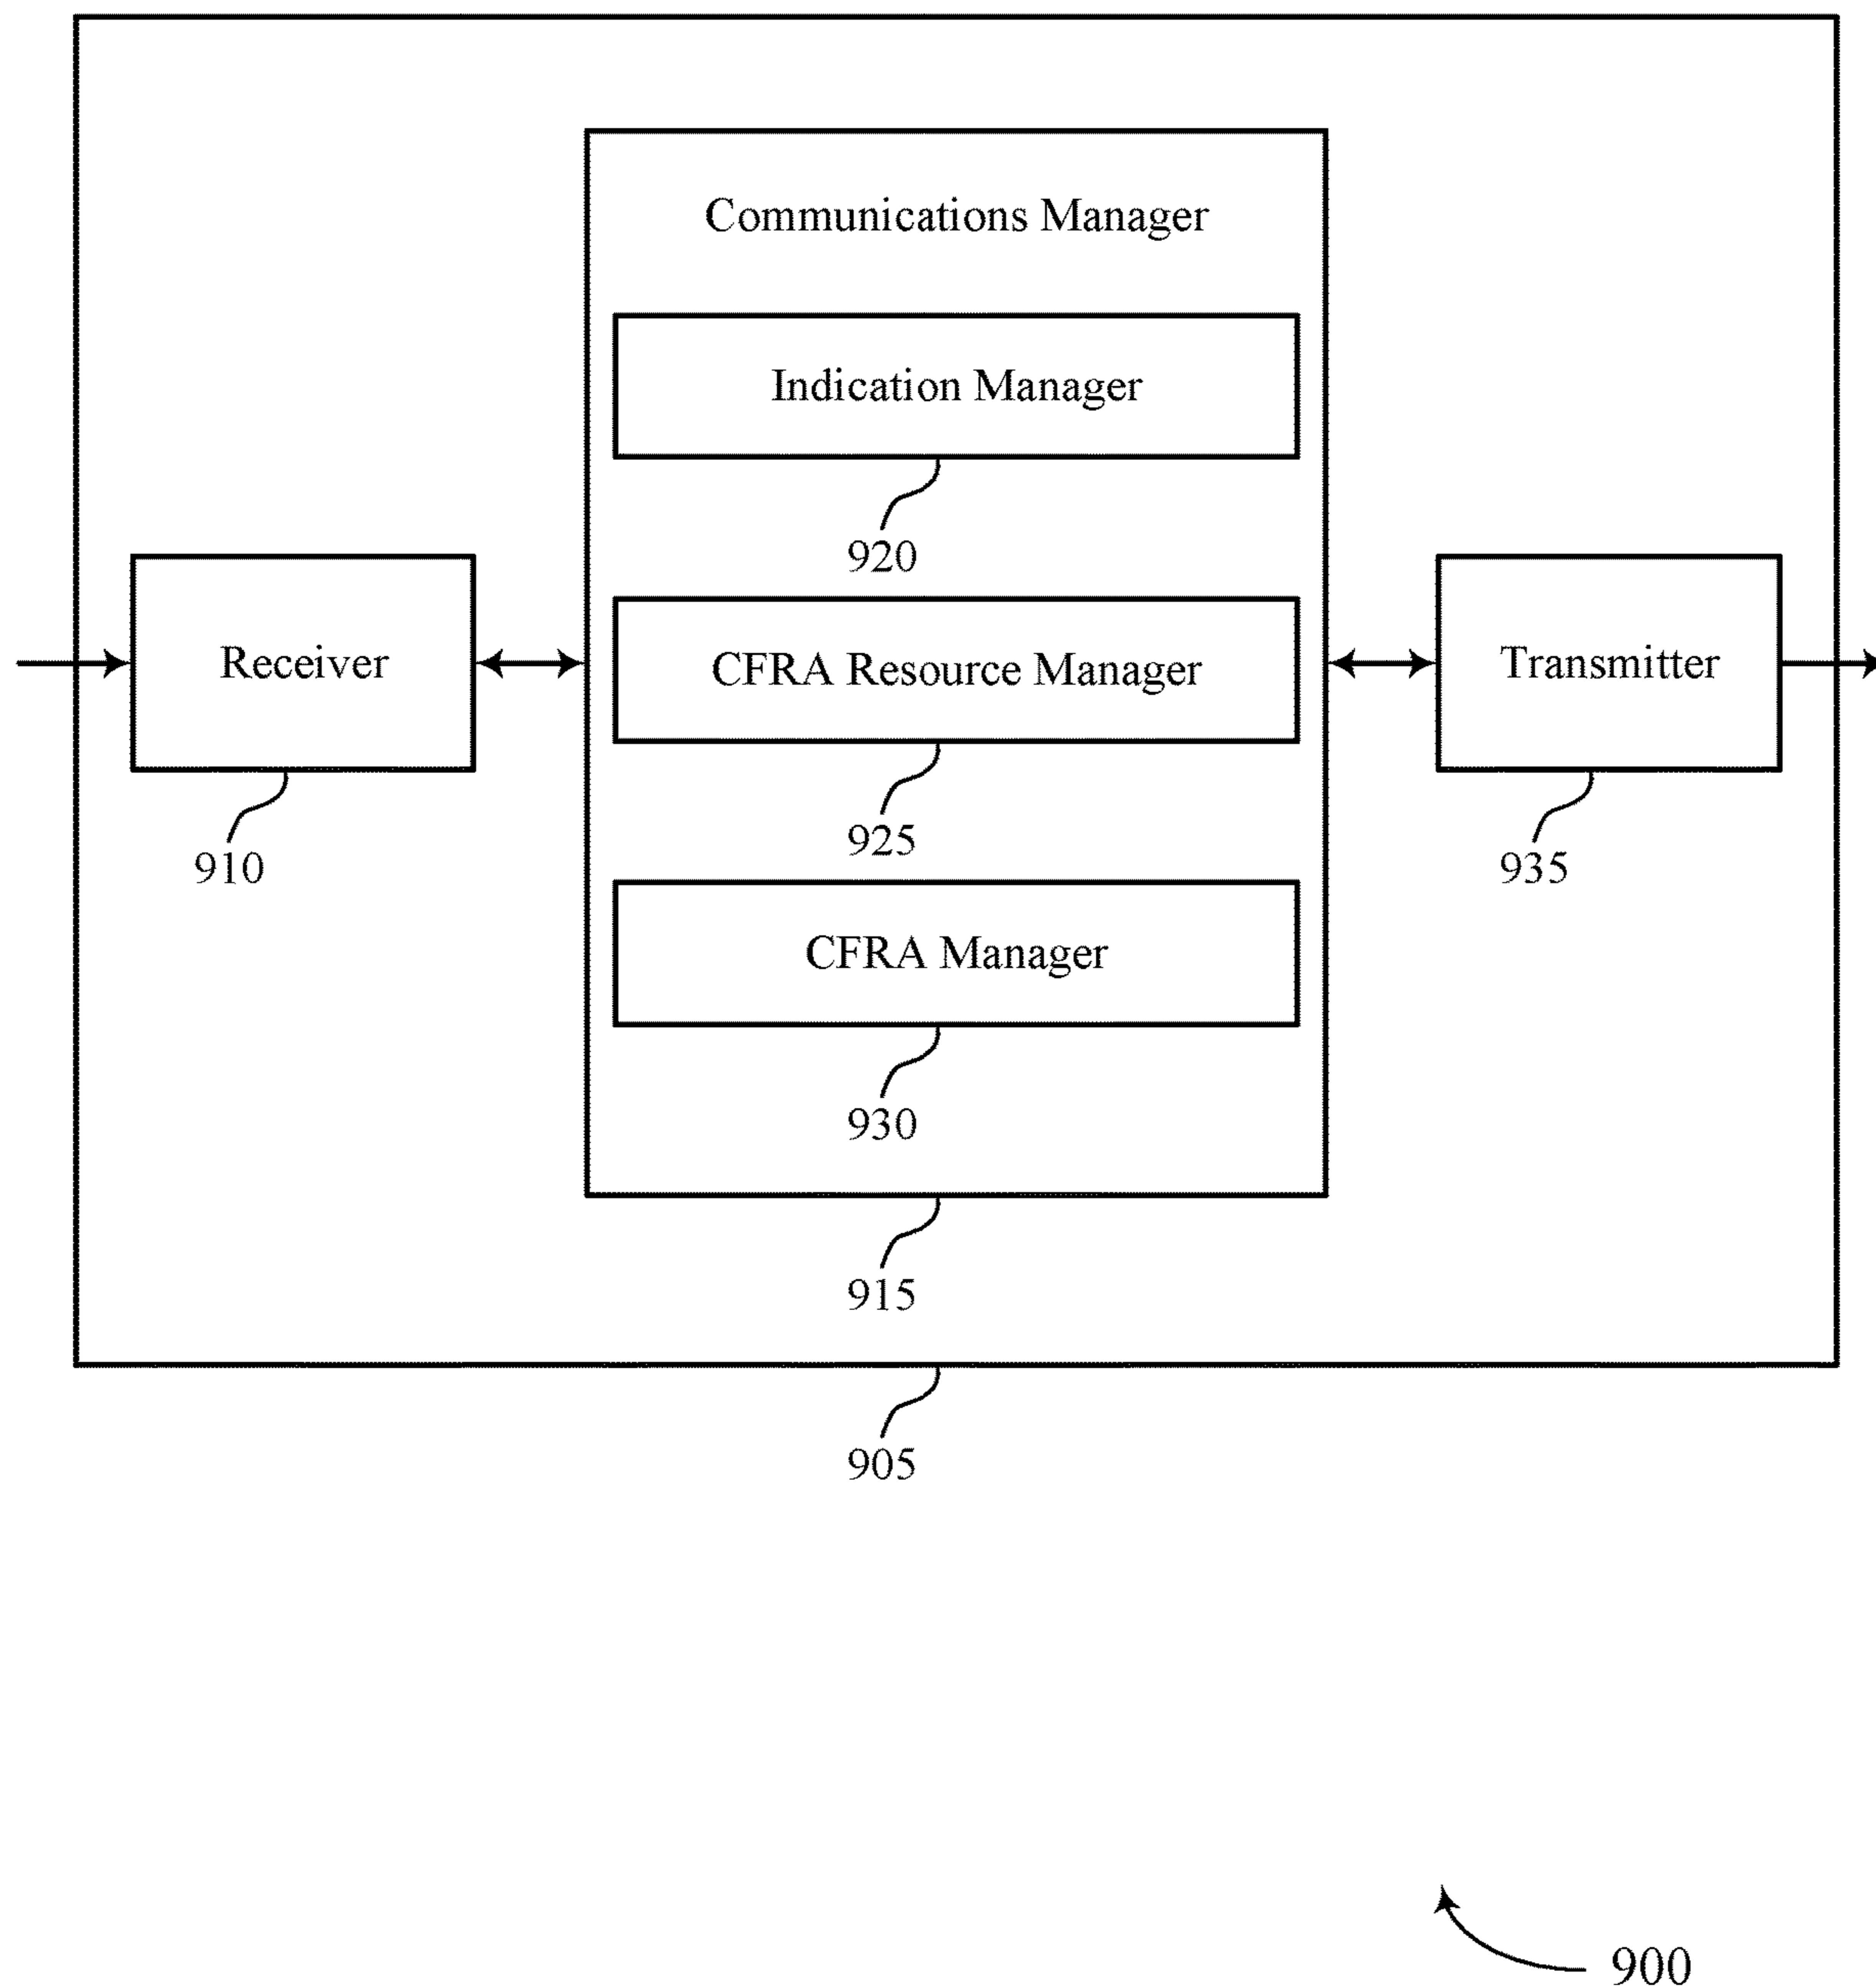 Communications Manager
Indication Manager
920
Receiver
CFRA Resource Manager
Transmitter
910
925
935
CFRA Manager
930
915
905
900